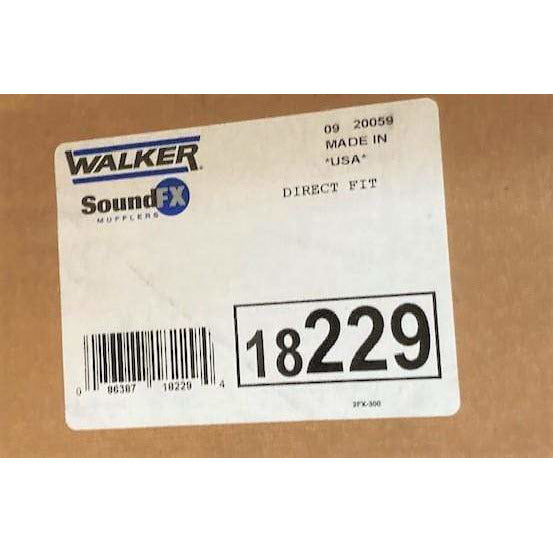 WALKER®
SoundFX
MUFFLERS
09 20059
MADE IN
*USA*
DIRECT FIT
18229
0 86387 18229 4
2FX-300